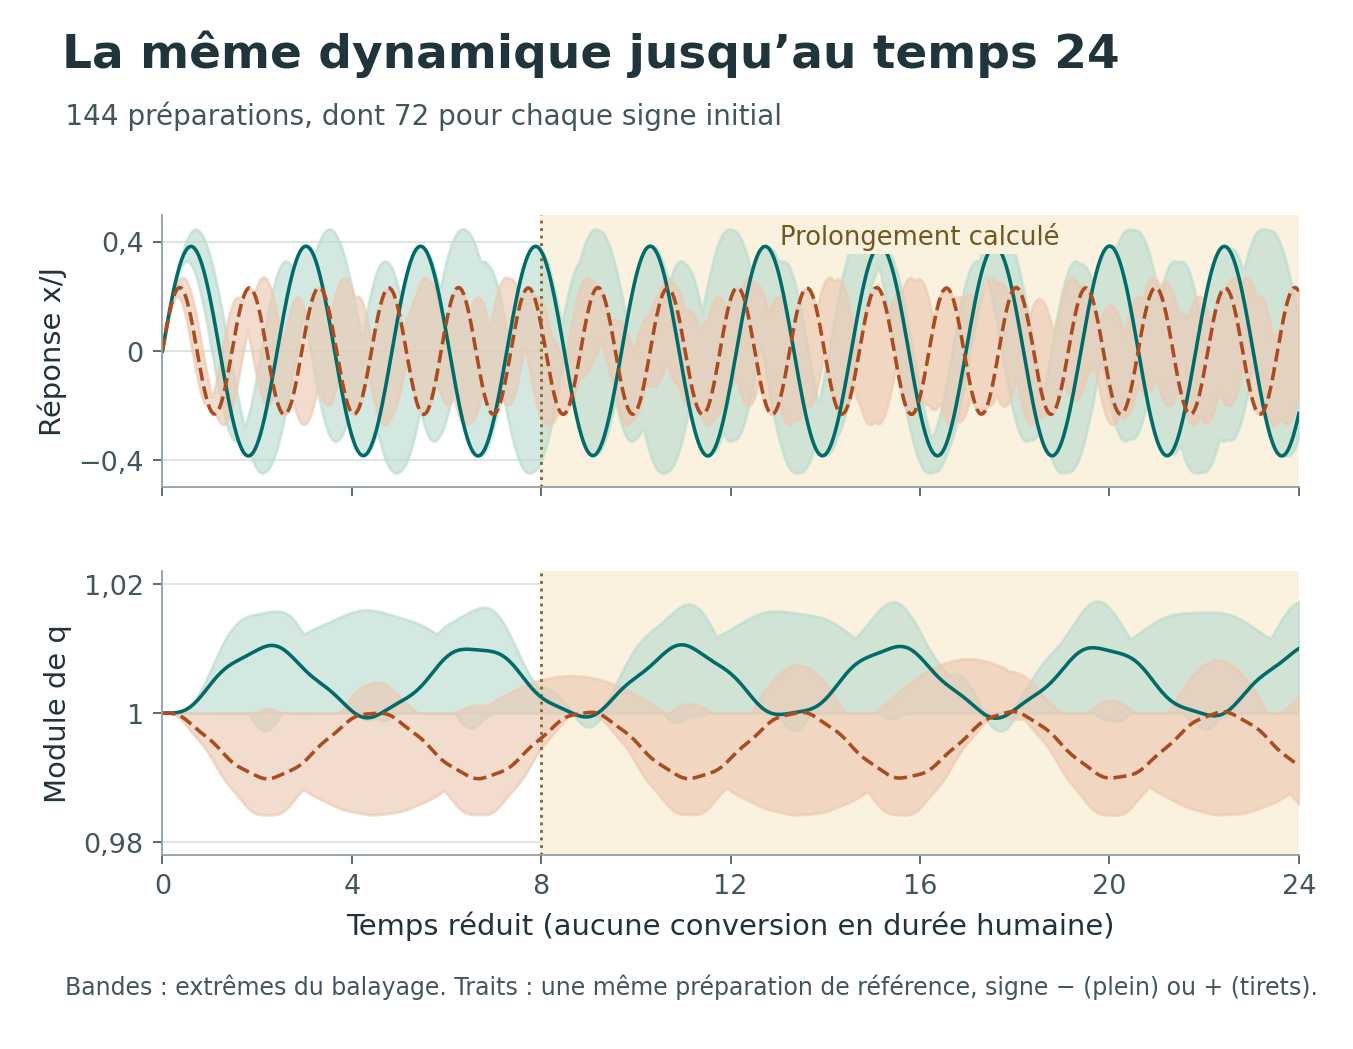 La même dynamique jusqu’au temps 24
144 préparations, dont 72 pour chaque signe initial
Prolongement calculé
Réponse x/J
0,4
0
−0,4
Module de q
1,02
1
0,98
0 4 8 12 16 20 24
Temps réduit (aucune conversion en durée humaine)
Bandes : extrêmes du balayage. Traits : une même préparation de référence, signe − (plein) ou + (tirets).